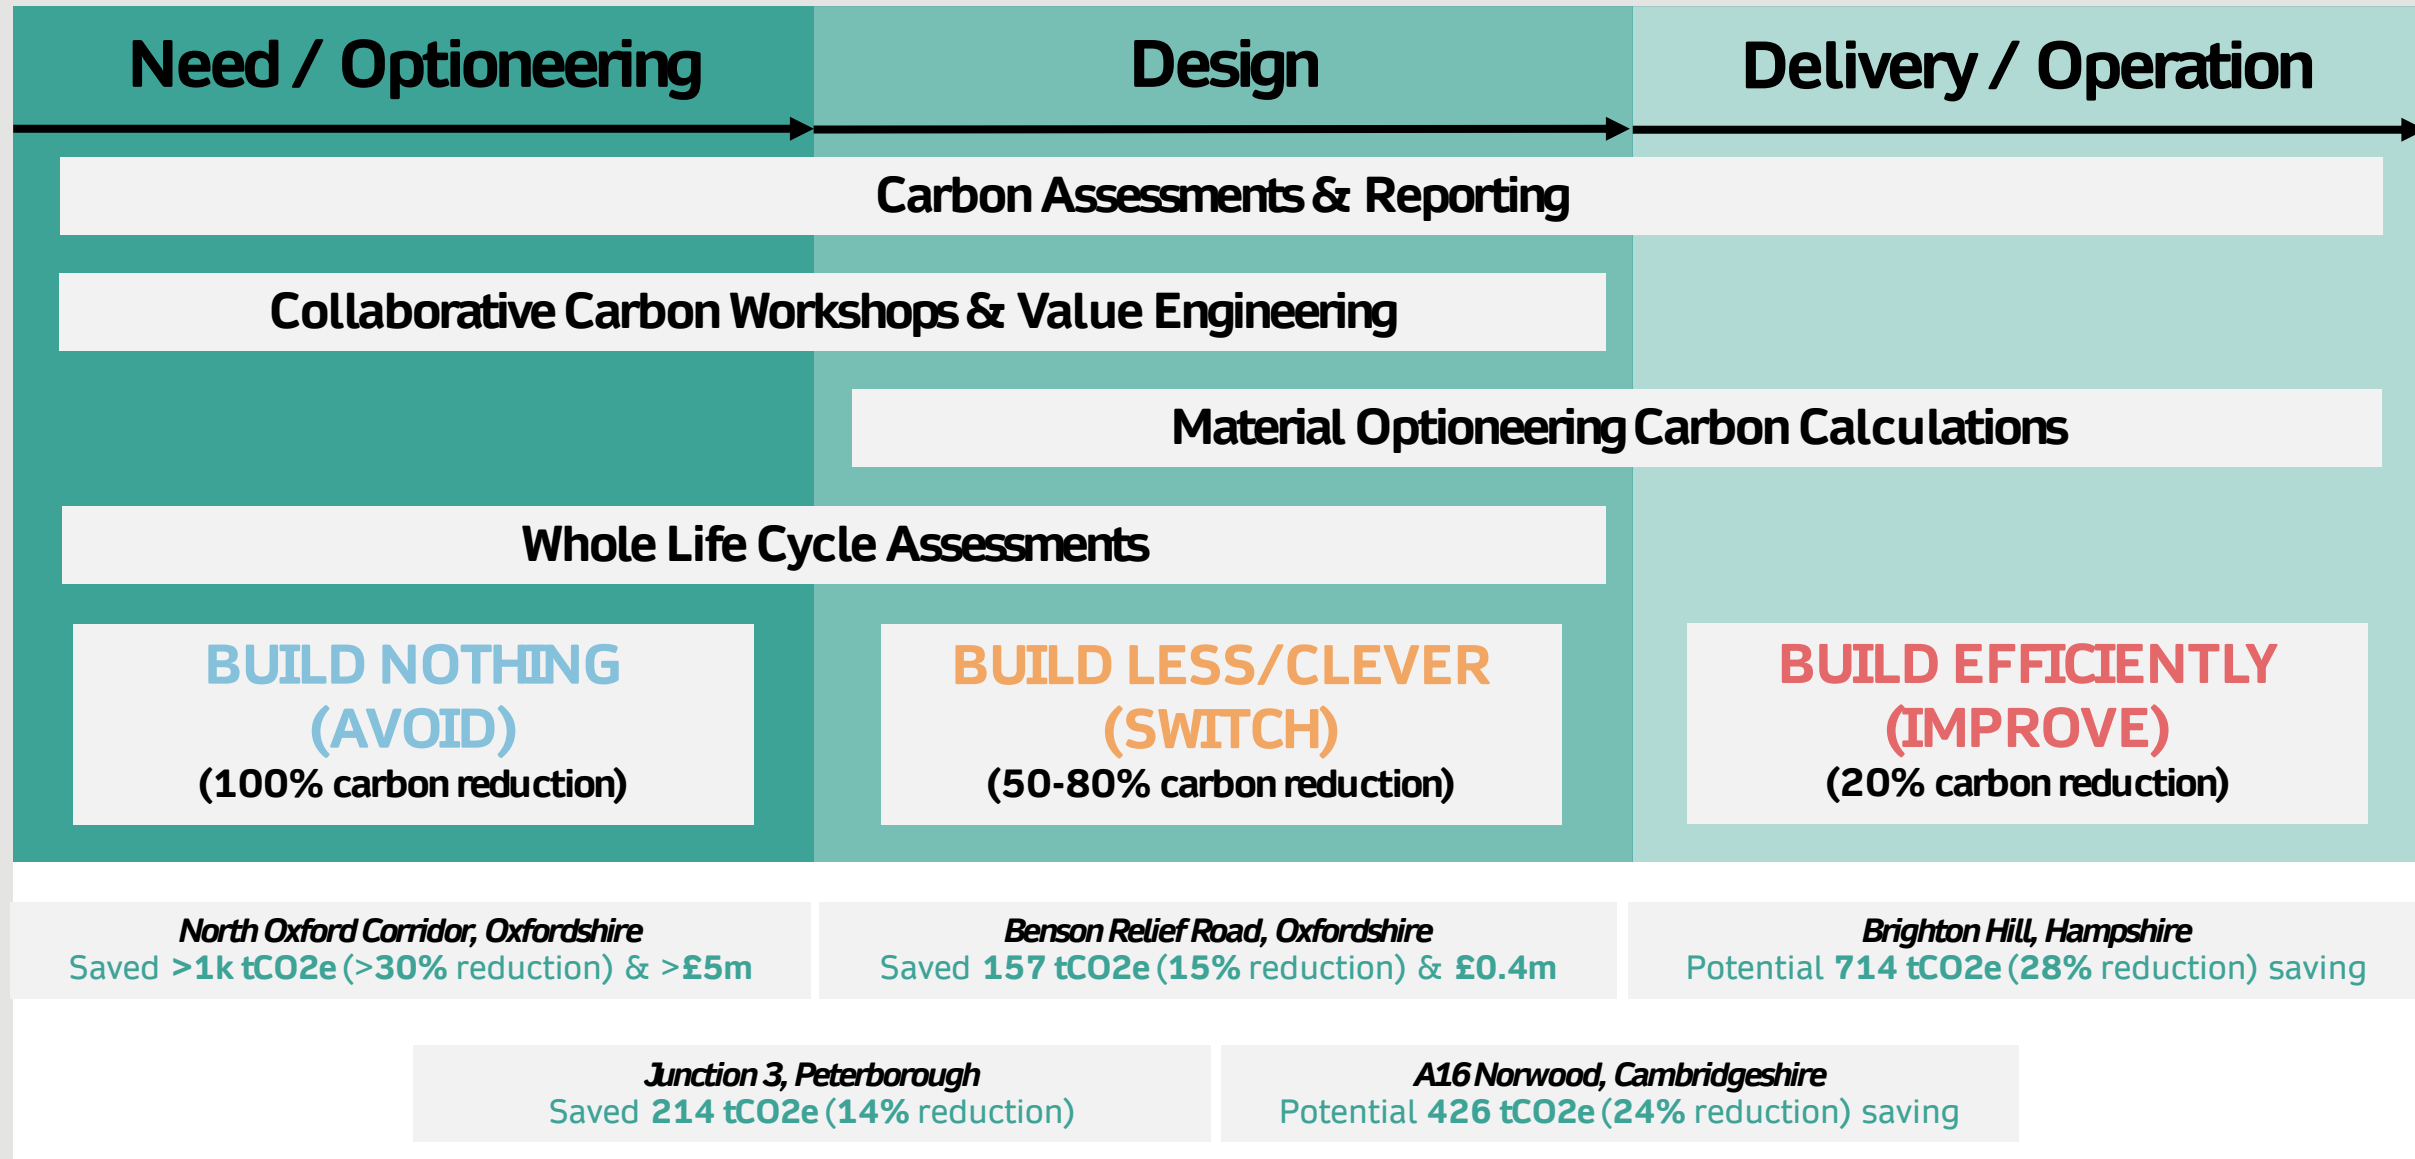 Need / Optioneering
Design
Delivery / Operation
Carbon Assessments & Reporting
Collaborative Carbon Workshops & Value Engineering
Material Optioneering Carbon Calculations
Whole Life Cycle Assessments
BUILD NOTHING
(AVOID)
(100% carbon reduction)
BUILD LESS/CLEVER
(SWITCH)
(50-80% carbon reduction)
BUILD EFFICIENTLY
(IMPROVE)
(20% carbon reduction)
North Oxford Corridor, Oxfordshire
Saved >1k tCO2e (>30% reduction) & >£5m
Benson Relief Road, Oxfordshire
Saved 157 tCO2e (15% reduction) & £0.4m
Brighton Hill, Hampshire
Potential 714 tCO2e (28% reduction) saving
Junction 3, Peterborough
Saved 214 tCO2e (14% reduction)
A16 Norwood, Cambridgeshire
Potential 426 tCO2e (24% reduction) saving